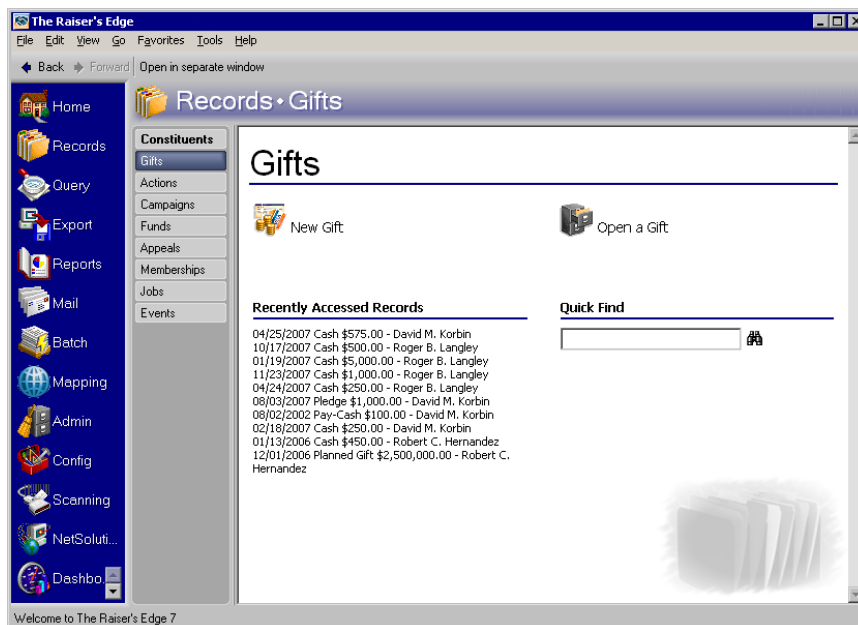 The Raiser's Edge
File Edit View Go Favorites Tools Help
Back Forward Open in separate window
Records • Gifts
Home
Records
Query
Export
Reports
Mail
Batch
Mapping
Admin
Config
Scanning
NetSoluti...
Dashbo
Constituents
Gifts
Actions
Campaigns
Funds
Appeals
Memberships
Jobs
Events
Gifts
New Gift
Open a Gift
Recently Accessed Records
04/25/2007 Cash $575.00 - David M. Korbin
10/17/2007 Cash $500.00 - Roger B. Langley
01/19/2007 Cash $5,000.00 - Roger B. Langley
11/23/2007 Cash $1,000.00 - Roger B. Langley
04/24/2007 Cash $250.00 - Roger B. Langley
08/03/2007 Pledge $1,000.00 - David M. Korbin
08/02/2002 Pay-Cash $100.00 - David M. Korbin
02/18/2007 Cash $250.00 - David M. Korbin
01/13/2006 Cash $450.00 - Robert C. Hernandez
12/01/2006 Planned Gift $2,500,000.00 - Robert C.
Hernandez
Quick Find
Welcome to The Raiser's Edge 7